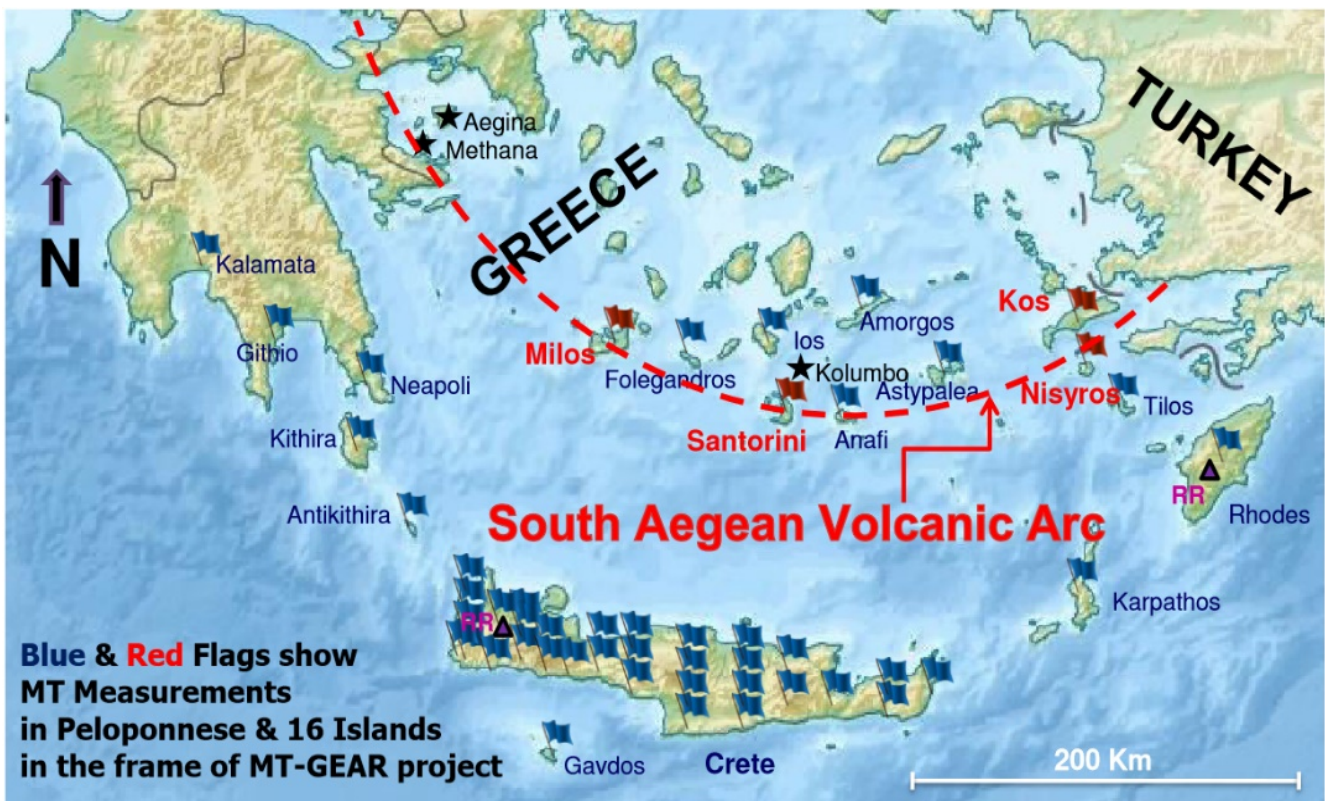 TURKEY
Aegina
Methana
GREECE
N
Kalamata
Githio
Neapoli
Kithira
Antikithira
Milos
Folegandros
Ios
Amorgos
Kolumbo
Astypalea
Santorini
Anafi
Kos
Nisyros
Tilos
RR
Rhodes
South Aegean Volcanic Arc
Karpathos
RR
Blue & Red Flags show
MT Measurements
in Peloponnese & 16 Islands
in the frame of MT-GEAR project
Gavdos
Crete
200 Km